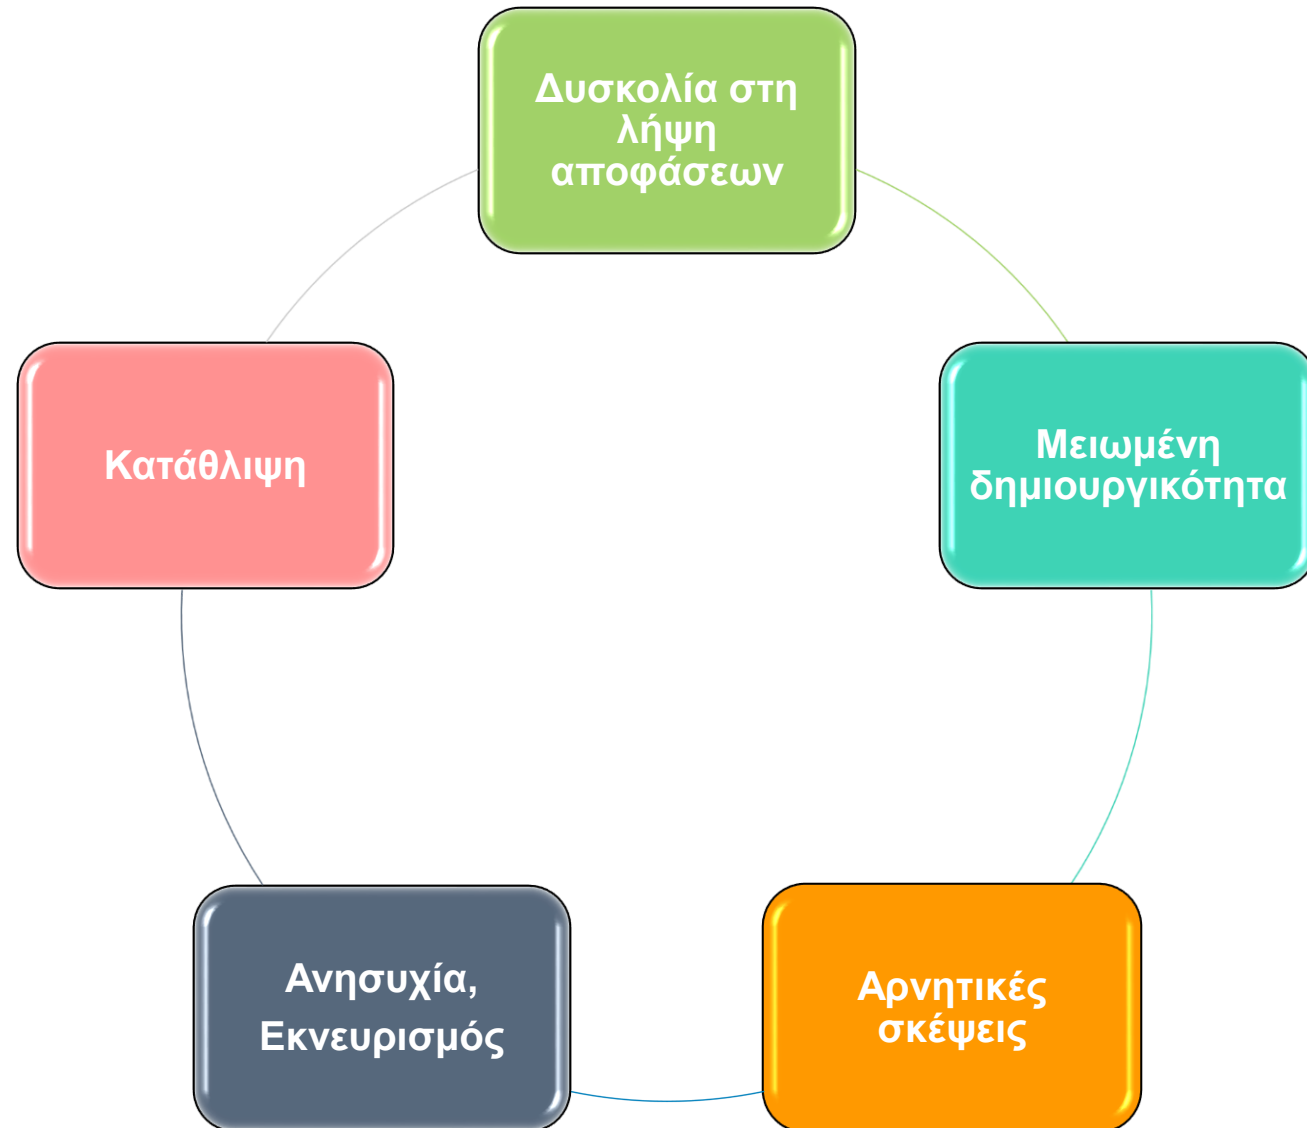 Δυσκολία στη
λήψη
αποφάσεων
Μειωμένη
δημιουργικότητα
Αρνητικές
σκέψεις
Ανησυχία,
Εκνευρισμός
Κατάθλιψη